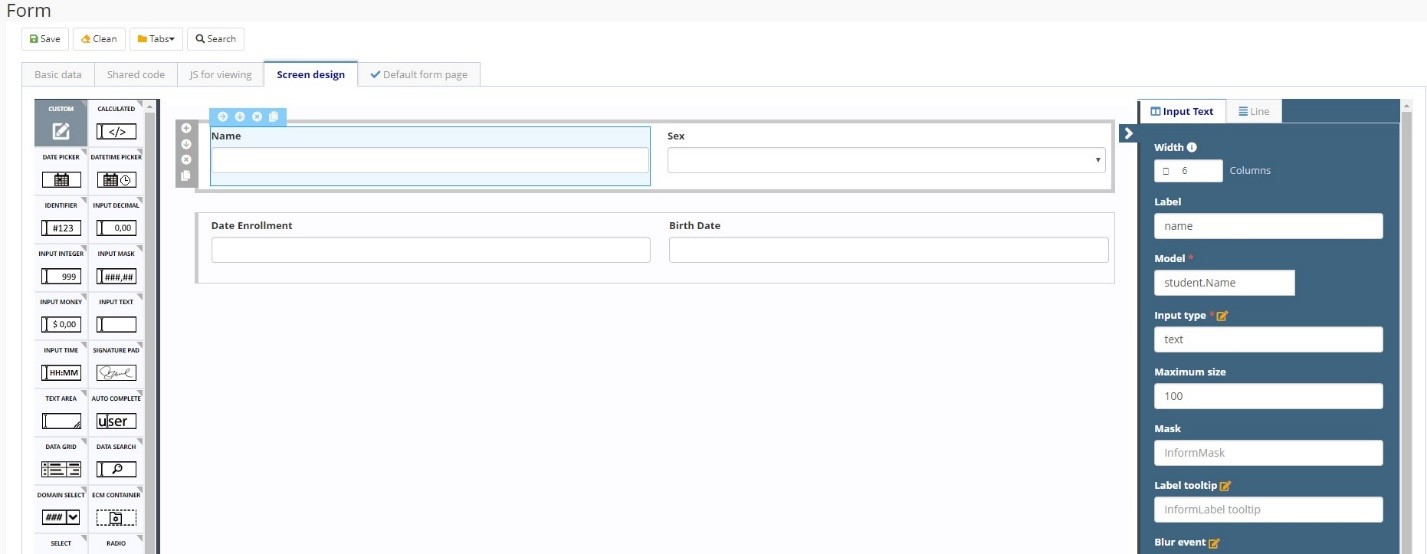 Form
Save Clean Tabs Search
Basic data Shared code JS for viewing Screen design Default form page
CUSTOM CALCULATED
</>
DATE PICKER DATETIME PICKER
IDENTIFIER INPUT DECIMAL
#123 0,00
INPUT INTEGER INPUT MASK
999 ###,##
INPUT MONEY INPUT TEXT
$ 0,00
INPUT TIME SIGNATURE PAD
HH:MM
TEXT AREA AUTO COMPLETE
user
DATA GRID DATA SEARCH
DOMAIN SELECT ECM CONTAINER
###
SELECT RADIO
Name Sex
Date Enrollment Birth Date
Input Text Line
Width
6 Columns
Label
name
Model *
student.Name
Input type *
text
Maximum size
100
Mask
InformMask
Label tooltip
InformLabel tooltip
Blur event